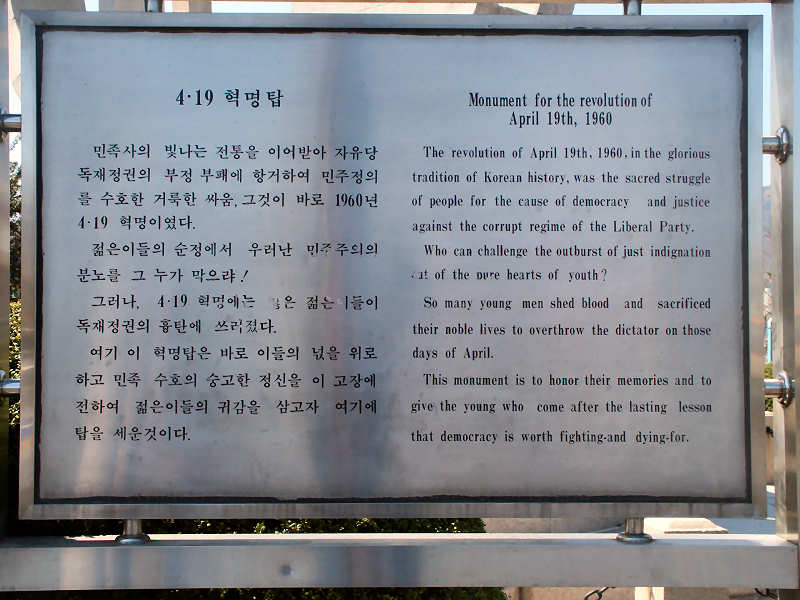 4·19 혁명탑
민족사의 빛나는 전통을 이어받아 자유당
독재정권의 부정 부패에 항거하여 민주정의
를 수호한 거룩한 싸움, 그것이 바로 1960년
4·19 혁명이였다.
젊은이들의 순정에서 우러난 민주주의의
분노를 그 누가 막으랴!
그러나, 4·19 혁명에는 많은 젊은이들이
독재정권의 흉탄에 쓰러졌다.
여기 이 혁명탑은 바로 이들의 넋을 위로
하고 민족 수호의 숭고한 정신을 이 고장에
전하여 젊은이들의 귀감을 삼고자 여기에
탑을 세운것이다.
Monument for the revolution of
April 19th, 1960
The revolution of April 19th, 1960, in the glorious
tradition of Korean history, was the sacred struggle
of people for the cause of democracy and justice
against the corrupt regime of the Liberal Party.
Who can challenge the outburst of just indignation
out of the pure hearts of youth?
So many young men shed blood and sacrificed
their noble lives to overthrow the dictator on those
days of April.
This monument is to honor their memories and to
give the young who come after the lasting lesson
that democracy is worth fighting-and dying-for.